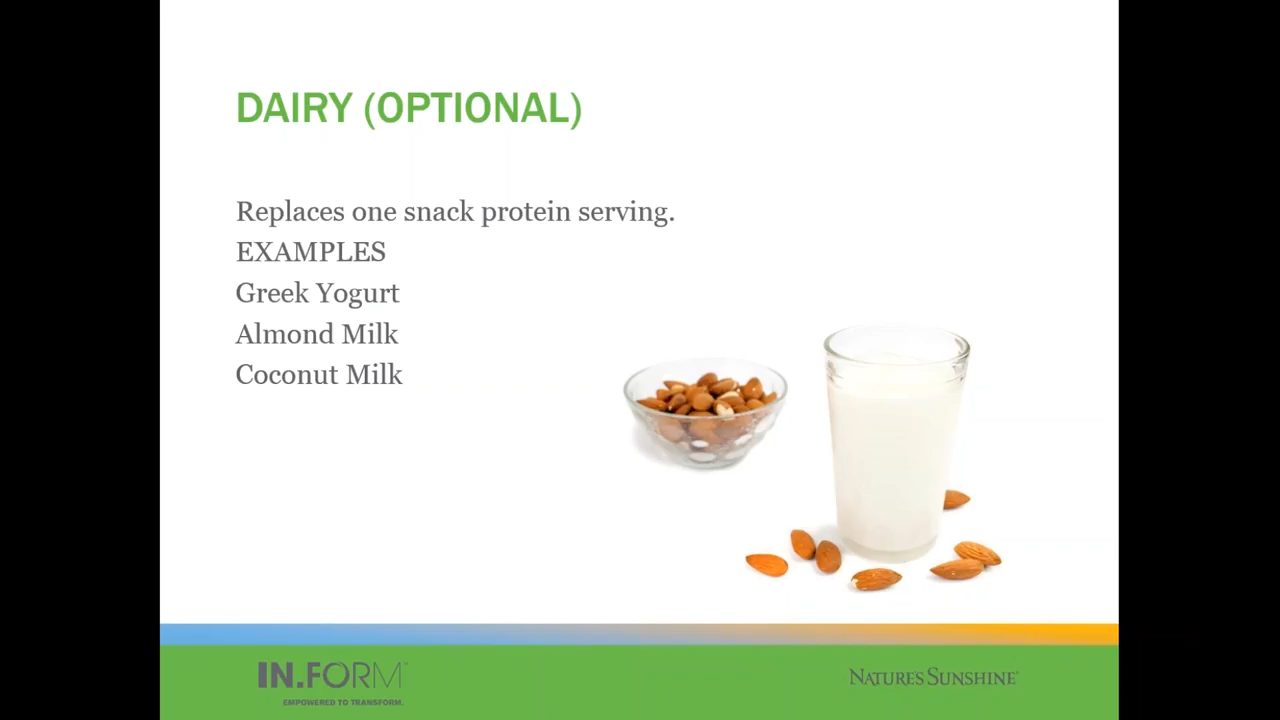 DAIRY (OPTIONAL)
Replaces one snack protein serving.
EXAMPLES
Greek Yogurt
Almond Milk
Coconut Milk
IN.FORM
EMPOWERED TO TRANSFORM.
NATURE'S SUNSHINE